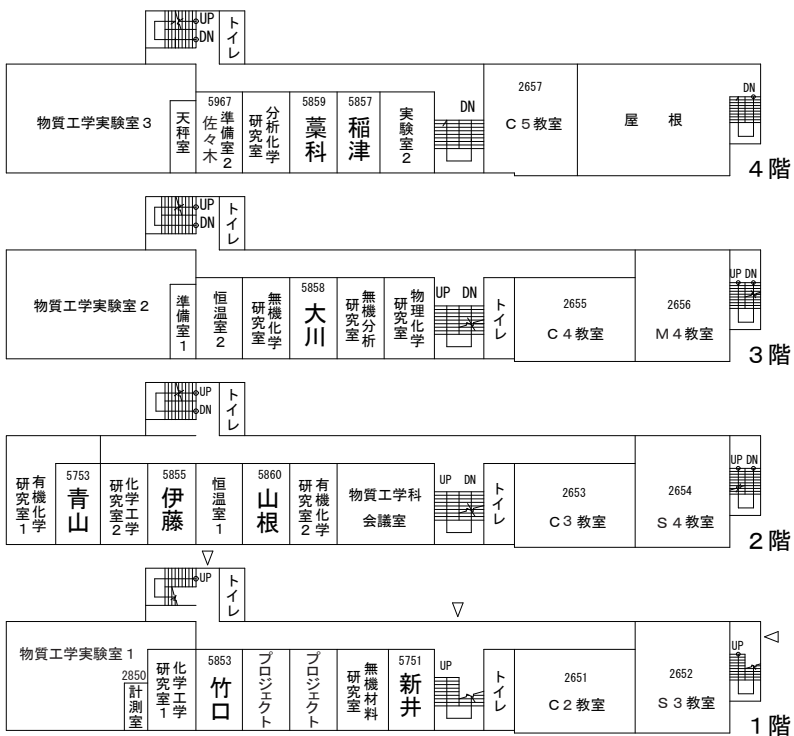 UP
DN
トイレ
物質工学実験室3
天秤室
5967
準備室2
佐々木
分析化学
研究室
5859
藁科
5857
稲津
実験室2
DN
2657
C5教室
屋 根
DN
4階
UP
DN
トイレ
物質工学実験室2
準備室1
恒温室2
無機化学
研究室
5858
大川
無機分析
研究室
物理化学
研究室
UP DN
トイレ
2655
C4教室
2656
M4教室
UP DN
3階
UP
DN
トイレ
有機化学
研究室1
5753
青山
化学工学
研究室2
5855
伊藤
恒温室1
5860
山根
有機化学
研究室2
物質工学科
会議室
UP DN
トイレ
2653
C3教室
2654
S4教室
UP DN
2階
UP
トイレ
物質工学実験室1
2850
計測室
化学工学
研究室1
5853
竹口
プロジェクト
プロジェクト
無機材料
研究室
5751
新井
UP
トイレ
2651
C2教室
2652
S3教室
UP
1階